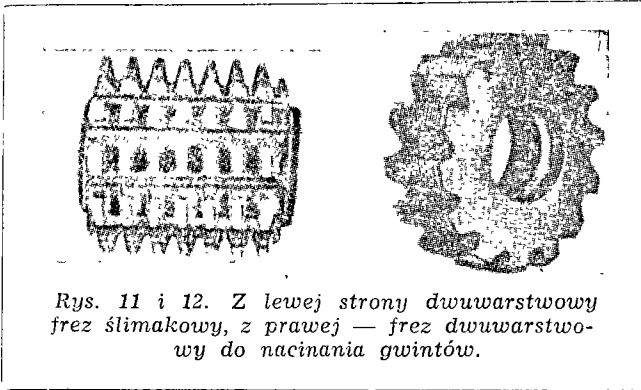 Rys. 11 i 12. Z lewej strony dwuwarstwowy
frez ślimakowy, z prawej — frez dwuwarstwo-
wy do nacinania gwintów.